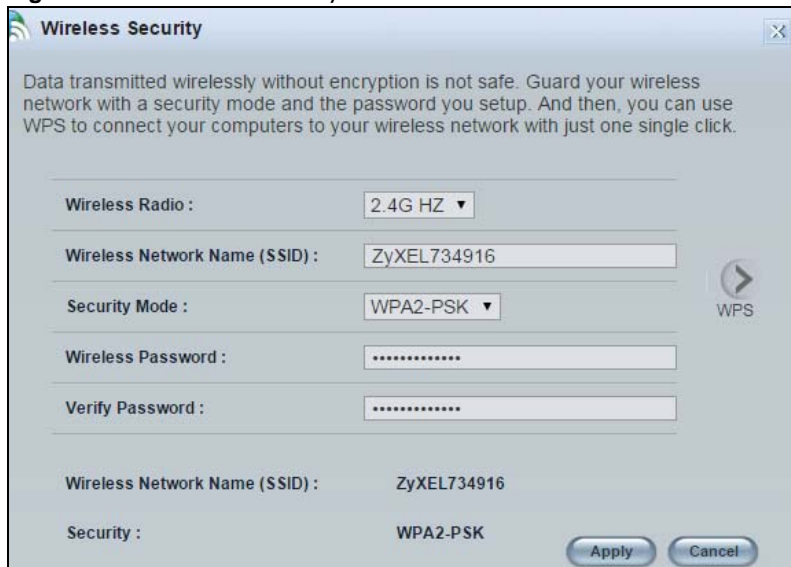 Wireless Security
Data transmitted wirelessly without encryption is not safe. Guard your wireless
network with a security mode and the password you setup. And then, you can use
WPS to connect your computers to your wireless network with just one single click.
Wireless Radio :
2.4G HZ
Wireless Network Name (SSID) :
ZyXEL734916
Security Mode :
WPA2-PSK
WPS
Wireless Password :
•••••••••••••
Verify Password :
•••••••••••••
Wireless Network Name (SSID) :
ZyXEL734916
Security :
WPA2-PSK
Apply
Cancel